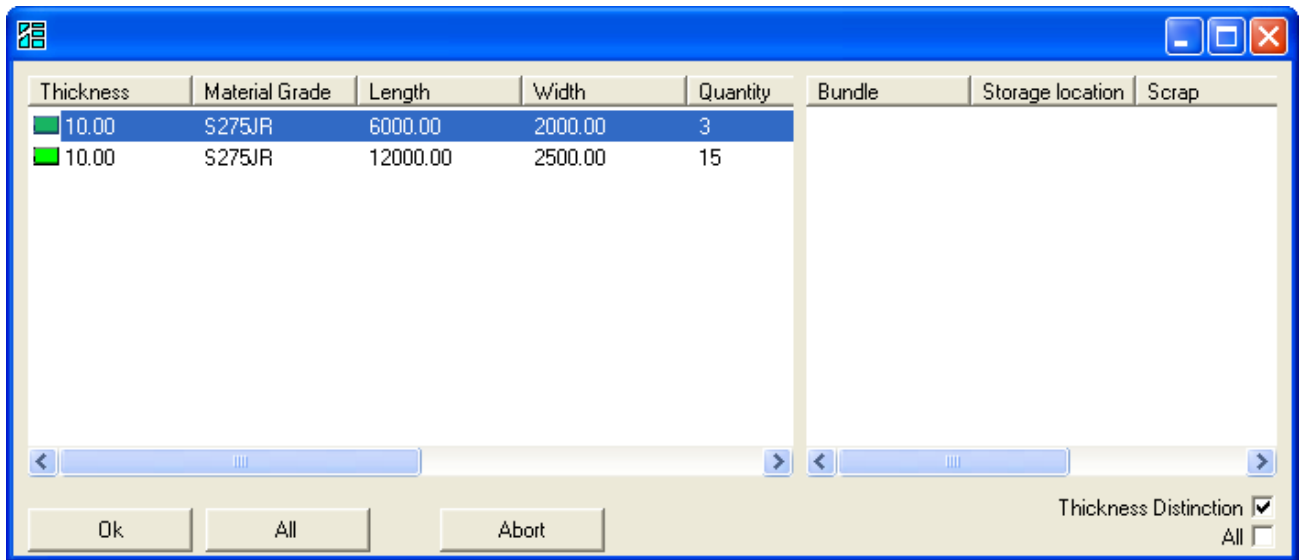 Thickness Material Grade Length Width Quantity Bundle Storage location Scrap
10.00 S275JR 6000.00 2000.00 3
10.00 S275JR 12000.00 2500.00 15
Thickness Distinction
Ok All Abort All